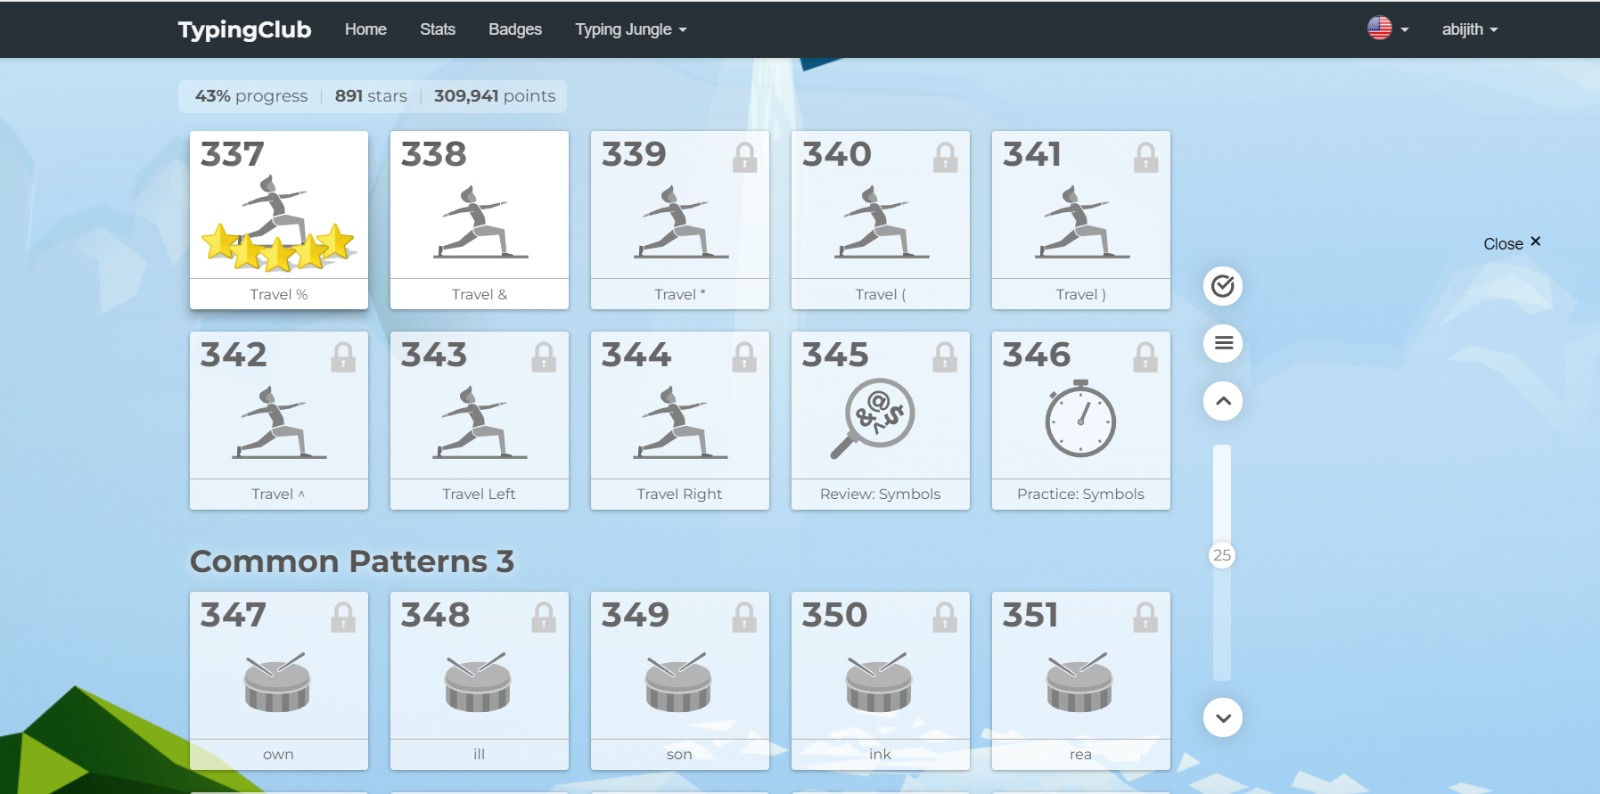 TypingClub Home Stats Badges Typing Jungle abijith
43% progress | 891 stars | 309,941 points
Close ×
337 338 339 340 341
Travel % Travel & Travel * Travel ( Travel )
342 343 344 345 346
@ $ & ^
Travel ^ Travel Left Travel Right Review: Symbols Practice: Symbols
25
Common Patterns 3
347 348 349 350 351
own ill son ink rea